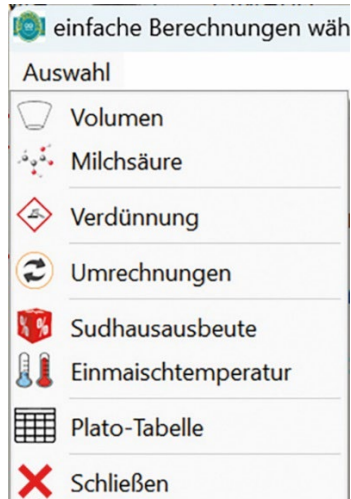 einfache Berechnungen wäh
Auswahl
Volumen
Milchsäure
Verdünnung
Umrechnungen
Sudhausausbeute
Einmaischtemperatur
Plato-Tabelle
Schließen